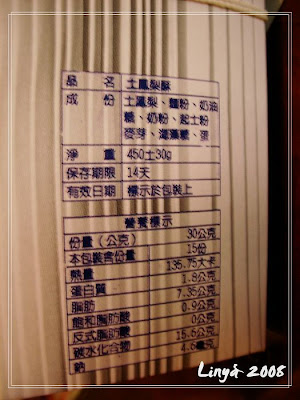 品 名 土鳳梨酥
成 份 土鳳梨、麵粉、奶油
糖、奶粉、起士粉
麥芽、海藻糖、蛋
淨 重 450±30g
保存期限 14天
有效日期 標示於包裝上
營養標示
份量（公克） 30公克
本包裝含份量 15份
熱量 135.75大卡
蛋白質 1.8公克
脂肪 7.35公克
飽和脂肪酸 0.9公克
反式脂肪酸 0公克
碳水化合物 15.6公克
鈉 4.6毫克
Linyà 2008